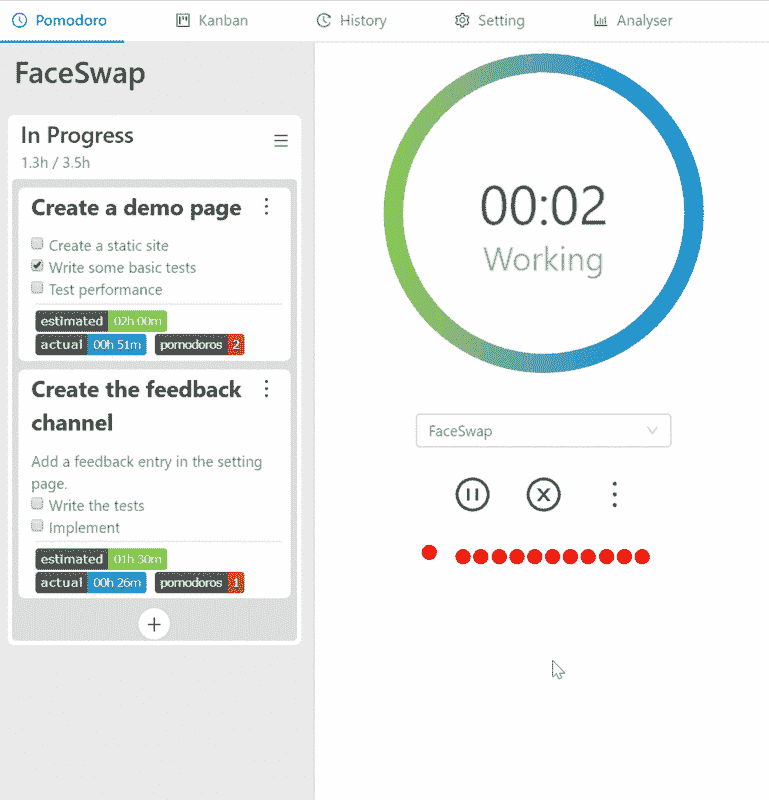 Pomodoro Kanban History Setting Analyser
FaceSwap
In Progress
1.3h / 3.5h
Create a demo page
Create a static site
Write some basic tests
Test performance
estimated 02h 00m
actual 00h 51m pomodoros 2
Create the feedback
channel
Add a feedback entry in the setting
page.
Write the tests
Implement
estimated 01h 30m
actual 00h 26m pomodoros 1
00:02
Working
FaceSwap